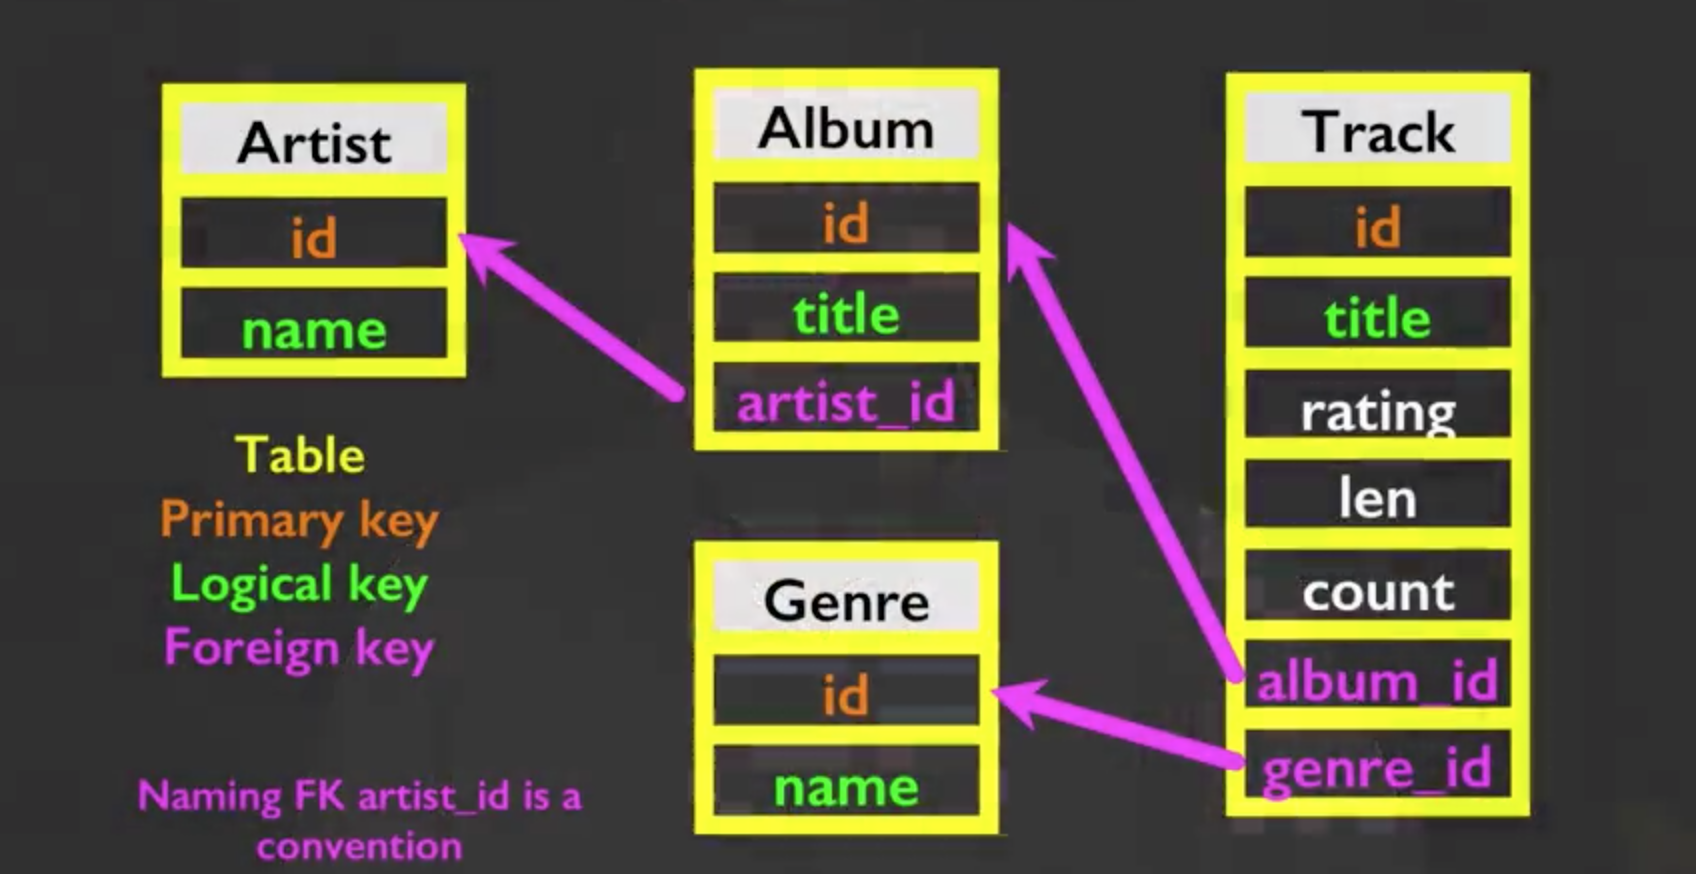 Artist
id
name
Table
Primary key
Logical key
Foreign key
Naming FK artist_id is a
convention
Album
id
title
artist_id
Genre
id
name
Track
id
title
rating
len
count
album_id
genre_id